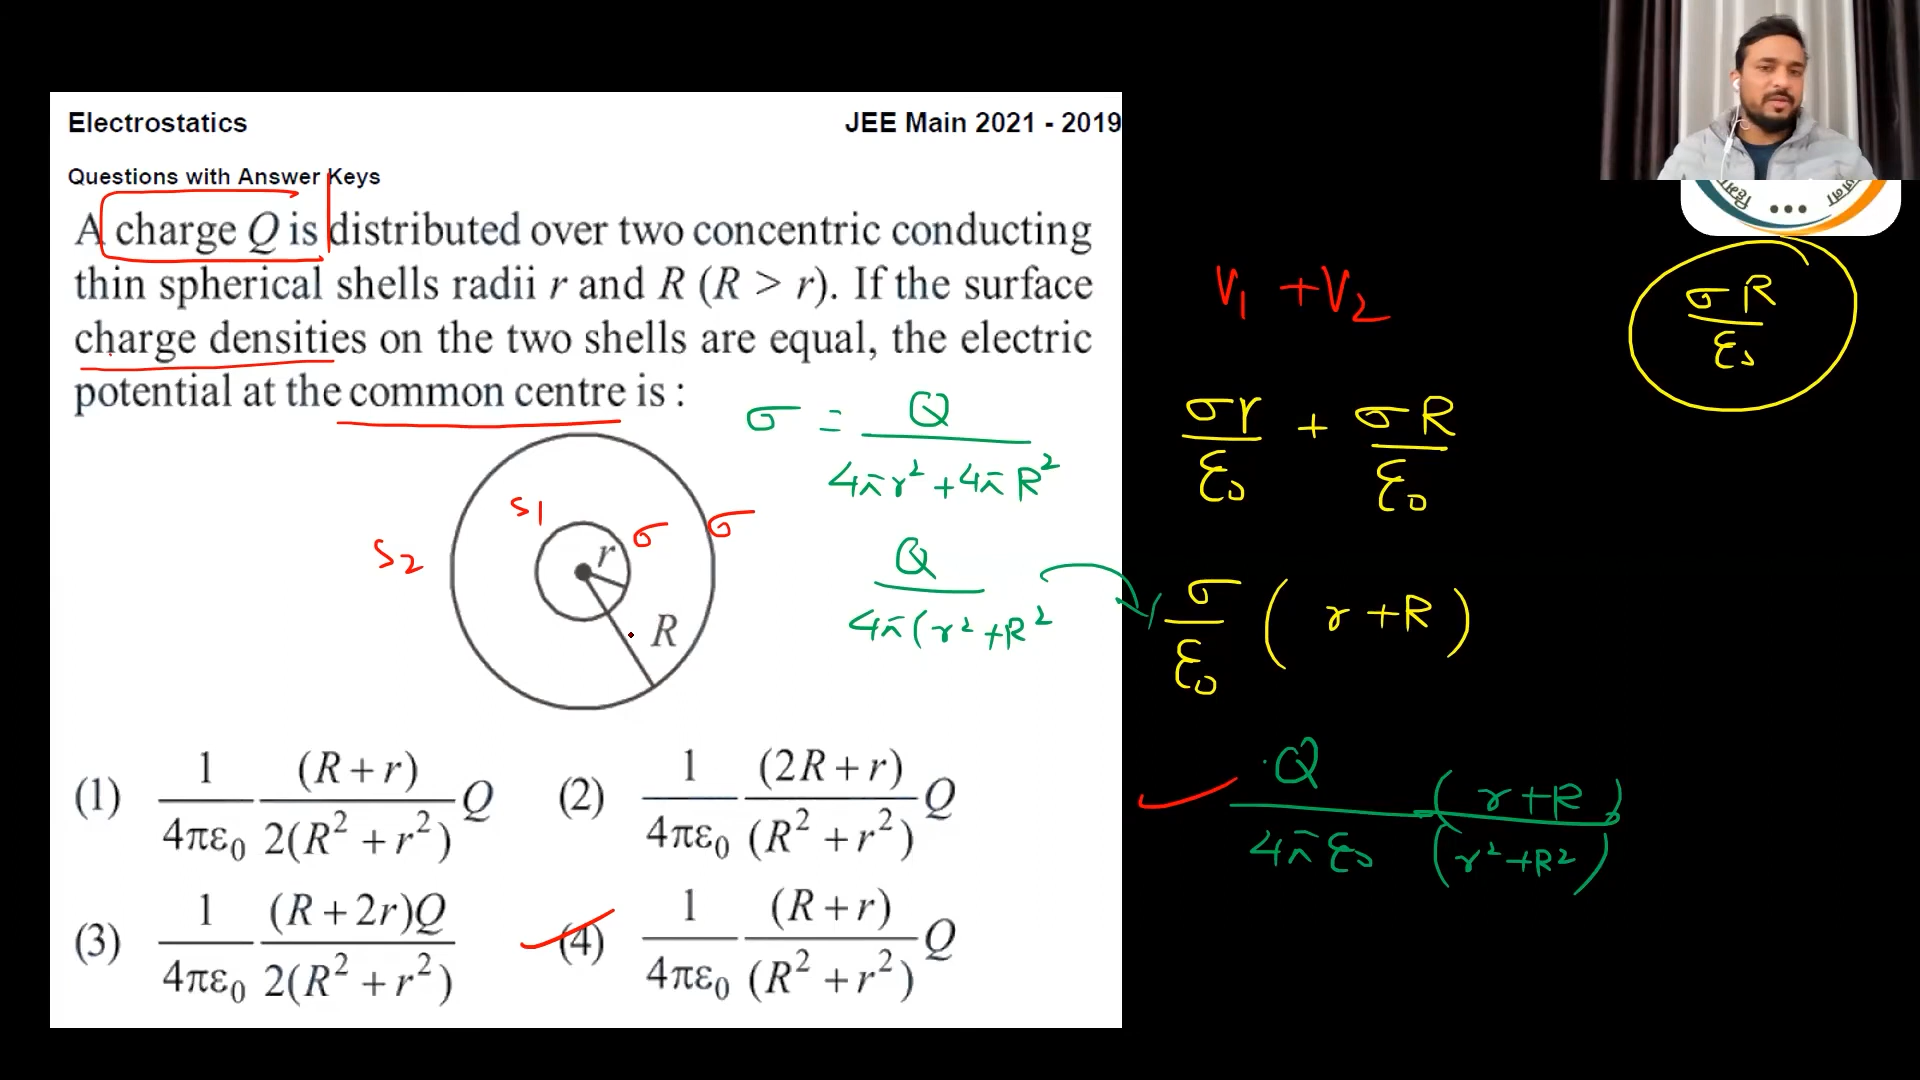 Electrostatics
JEE Main 2021 - 2019
Questions with Answer Keys
A charge Q is distributed over two concentric conducting
thin spherical shells radii r and R (R > r). If the surface
charge densities on the two shells are equal, the electric
potential at the common centre is :
σ = Q / (4πr² + 4πR²)
S1
S2
σ
σ
r
R
Q / 4π(r² + R²
(1) 1/4πε₀ (R + r)/2(R² + r²) Q
(2) 1/4πε₀ (2R + r)/(R² + r²) Q
(3) 1/4πε₀ (R + 2r)Q/2(R² + r²)
(4) 1/4πε₀ (R + r)/(R² + r²) Q
V₁ + V₂
σR/ε₀
σr/ε₀ + σR/ε₀
σ/ε₀ (r + R)
Q/4πε₀ (r + R)/(r² + R²)